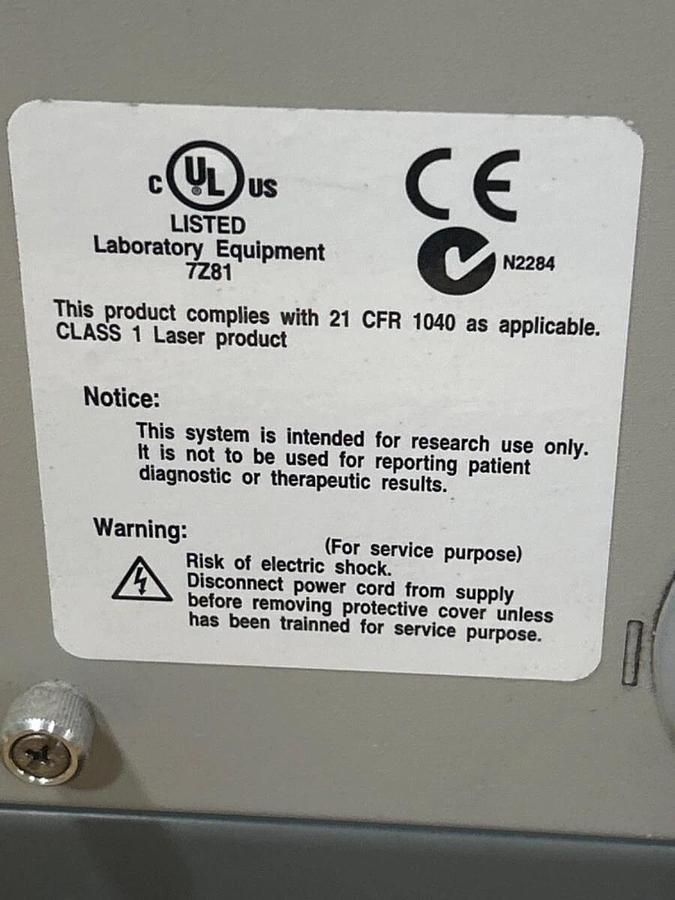 C UL ® US
LISTED
Laboratory Equipment
7Z81
CE
N2284
This product complies with 21 CFR 1040 as applicable.
CLASS 1 Laser product
Notice:
This system is intended for research use only.
It is not to be used for reporting patient
diagnostic or therapeutic results.
Warning:
(For service purpose)
Risk of electric shock.
Disconnect power cord from supply
before removing protective cover unless
has been trainned for service purpose.